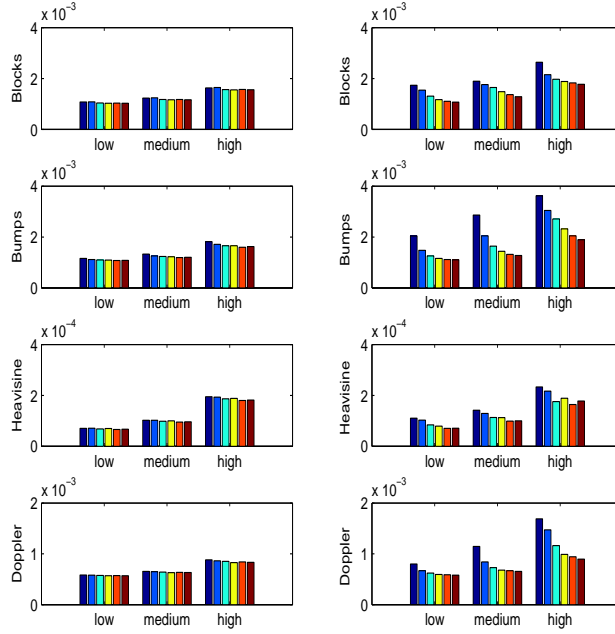 x 10^-3
4
2
0
Blocks
low medium high
x 10^-3
4
2
0
Blocks
low medium high
x 10^-3
4
2
0
Bumps
low medium high
x 10^-3
4
2
0
Bumps
low medium high
x 10^-4
4
2
0
Heavisine
low medium high
x 10^-4
4
2
0
Heavisine
low medium high
x 10^-3
2
1
0
Doppler
low medium high
x 10^-3
2
1
0
Doppler
low medium high